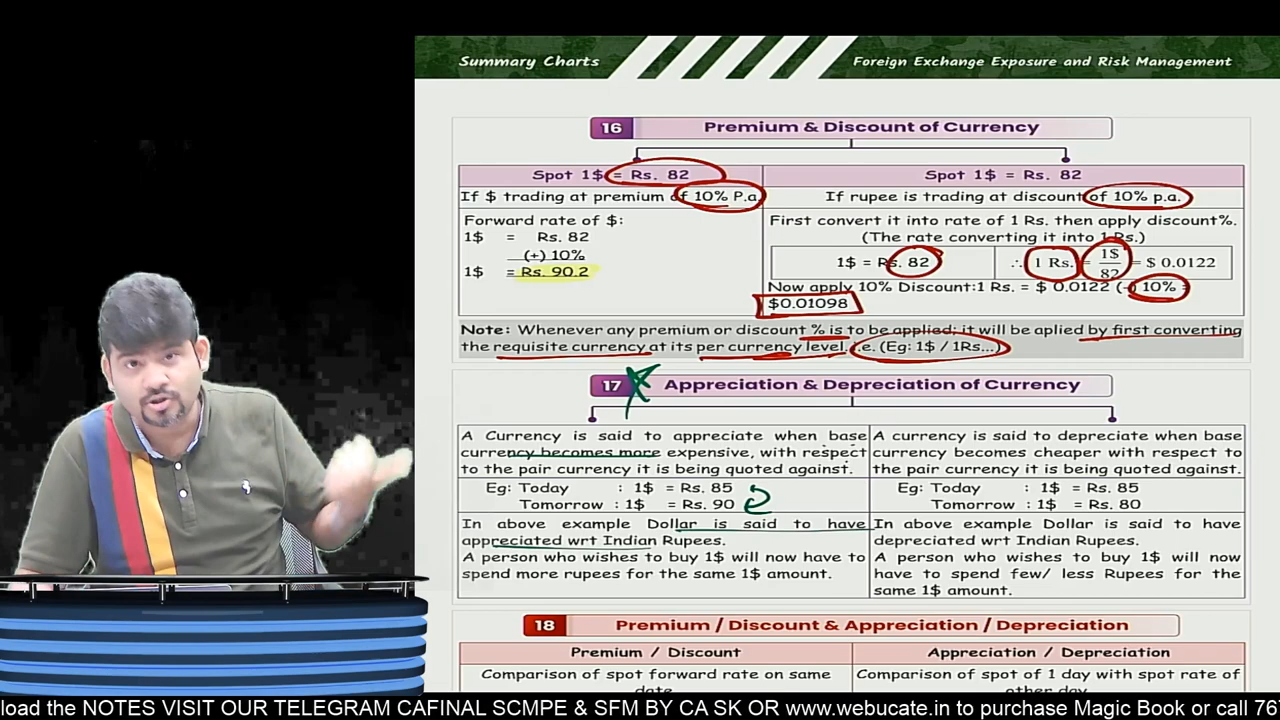 Summary Charts
Foreign Exchange Exposure and Risk Management
16 Premium & Discount of Currency
Spot 1$ = Rs. 82
If $ trading at premium of 10% P.a
Forward rate of $:
1$ = Rs. 82
(+) 10%
1$ = Rs. 90.2
Spot 1$ = Rs. 82
If rupee is trading at discount of 10% p.a.
First convert it into rate of 1 Rs. then apply discount%.
(The rate converting it into 1 Rs.)
1$ = Rs. 82
∴ 1 Rs. = 1$/82 = $ 0.0122
Now apply 10% Discount:1 Rs. = $ 0.0122 (-) 10% =
$0.01098
Note: Whenever any premium or discount % is to be applied; it will be aplied by first converting
the requisite currency at its per currency level. i.e. (Eg: 1$ / 1Rs...)
17 Appreciation & Depreciation of Currency
A Currency is said to appreciate when base
currency becomes more expensive, with respect
to the pair currency it is being quoted against.
Eg: Today : 1$ = Rs. 85
Tomorrow : 1$ = Rs. 90
In above example Dollar is said to have
appreciated wrt Indian Rupees.
A person who wishes to buy 1$ will now have to
spend more rupees for the same 1$ amount.
A currency is said to depreciate when base
currency becomes cheaper with respect to
the pair currency it is being quoted against.
Eg: Today : 1$ = Rs. 85
Tomorrow : 1$ = Rs. 80
In above example Dollar is said to have
depreciated wrt Indian Rupees.
A person who wishes to buy 1$ will now
have to spend few/ less Rupees for the
same 1$ amount.
18 Premium / Discount & Appreciation / Depreciation
Premium / Discount
Appreciation / Depreciation
Comparison of spot forward rate on same
date
Comparison of spot of 1 day with spot rate of
other day
load the NOTES VISIT OUR TELEGRAM CAFINAL SCMPE & SFM BY CA SK OR www.webucate.in to purchase Magic Book or call 76